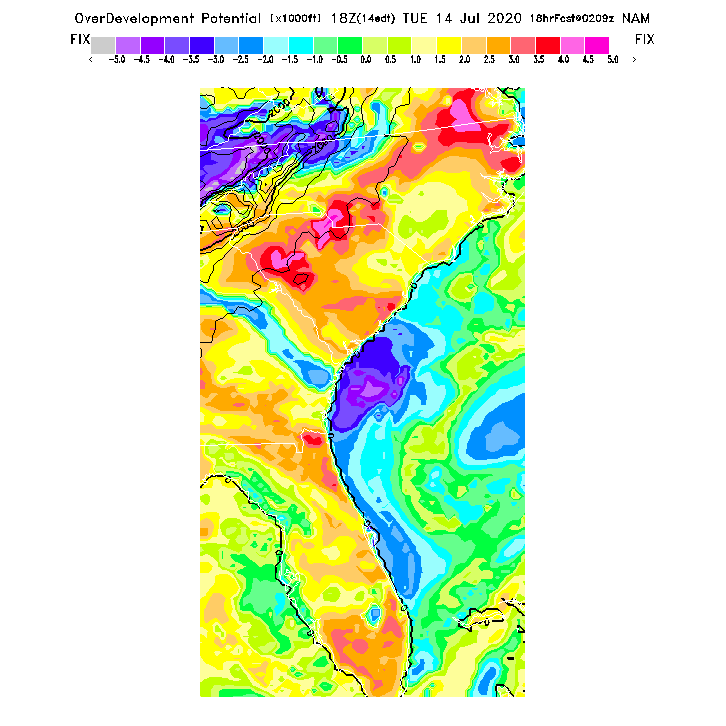 OverDevelopment Potential [x1000ft] 18Z(14edt) TUE 14 Jul 2020 18hrFcst@0209z NAM
FIX FIX
< -5.0 -4.5 -4.0 -3.5 -3.0 -2.5 -2.0 -1.5 -1.0 -0.5 0.0 0.5 1.0 1.5 2.0 2.5 3.0 3.5 4.0 4.5 5.0 >